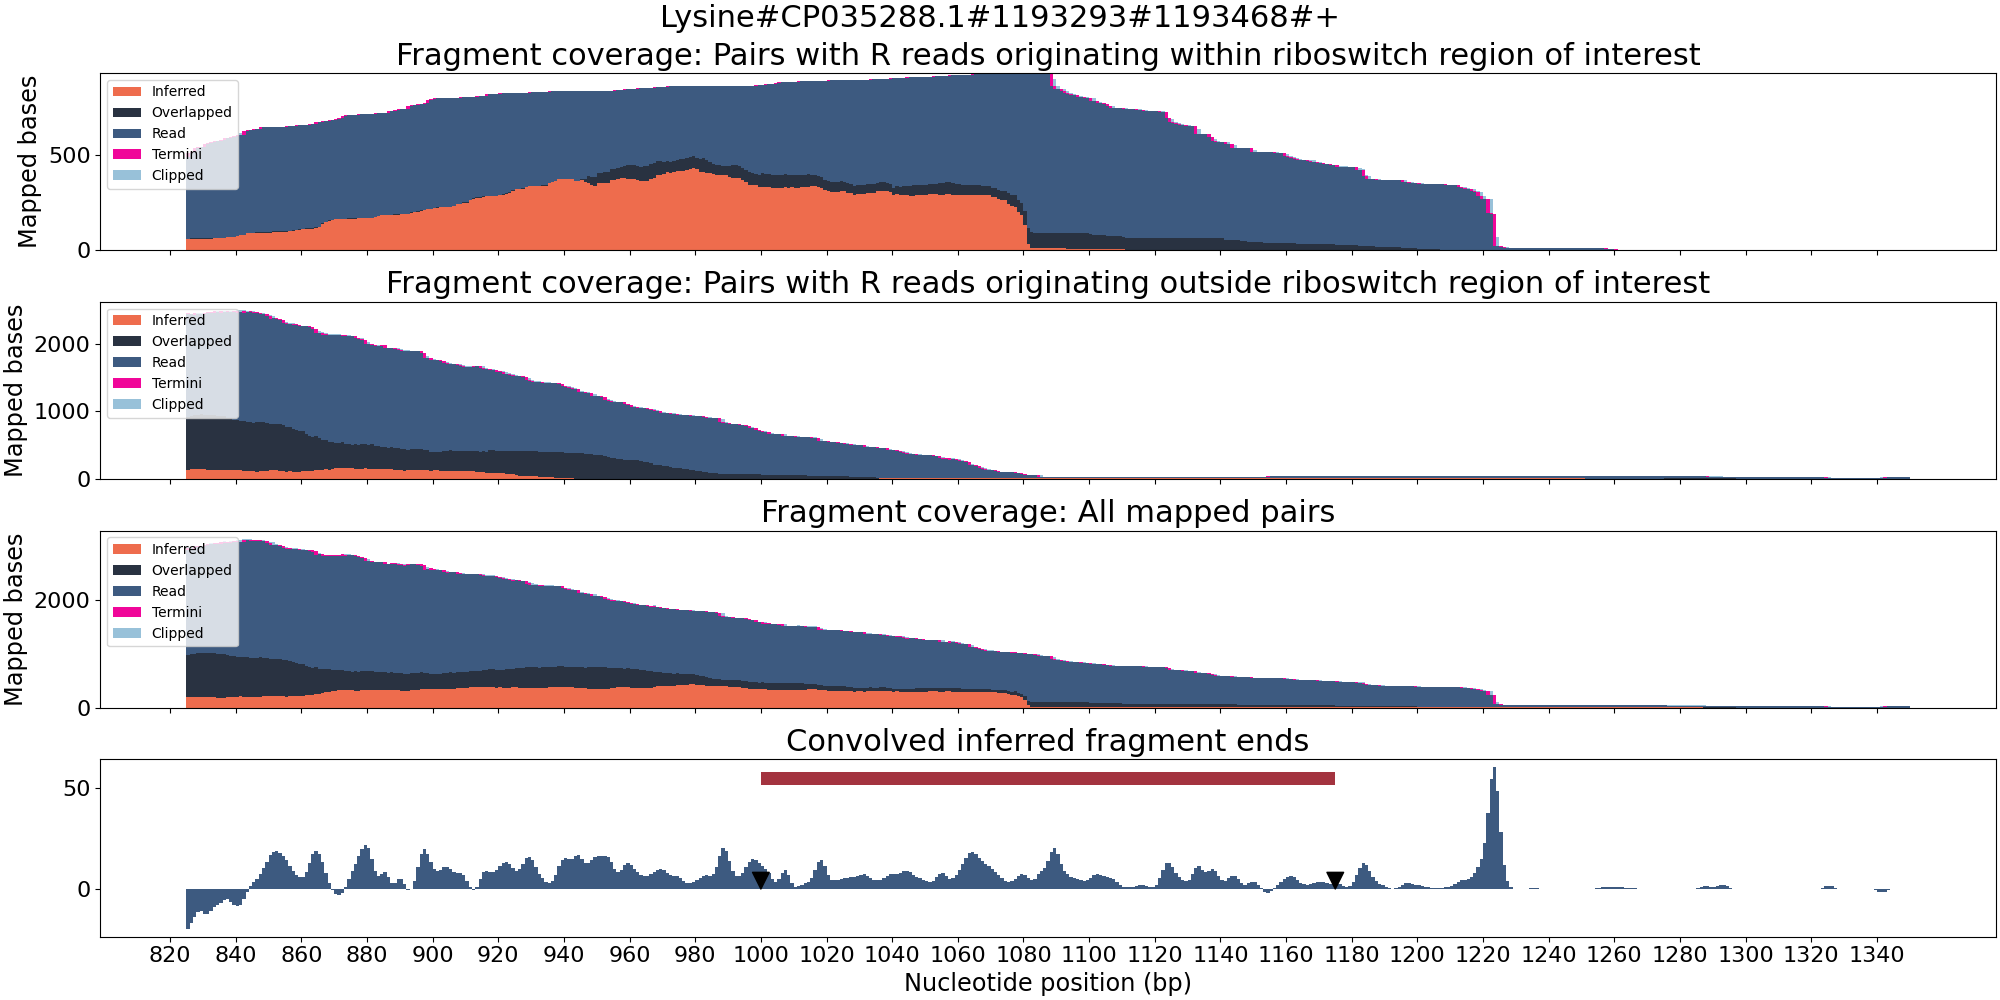 Lysine#CP035288.1#1193293#1193468#+
Fragment coverage: Pairs with R reads originating within riboswitch region of interest
Mapped bases
500
0
Inferred
Overlapped
Read
Termini
Clipped
Fragment coverage: Pairs with R reads originating outside riboswitch region of interest
Mapped bases
2000
1000
0
Inferred
Overlapped
Read
Termini
Clipped
Fragment coverage: All mapped pairs
Mapped bases
2000
0
Inferred
Overlapped
Read
Termini
Clipped
Convolved inferred fragment ends
50
0
820 840 860 880 900 920 940 960 980 1000 1020 1040 1060 1080 1100 1120 1140 1160 1180 1200 1220 1240 1260 1280 1300 1320 1340
Nucleotide position (bp)